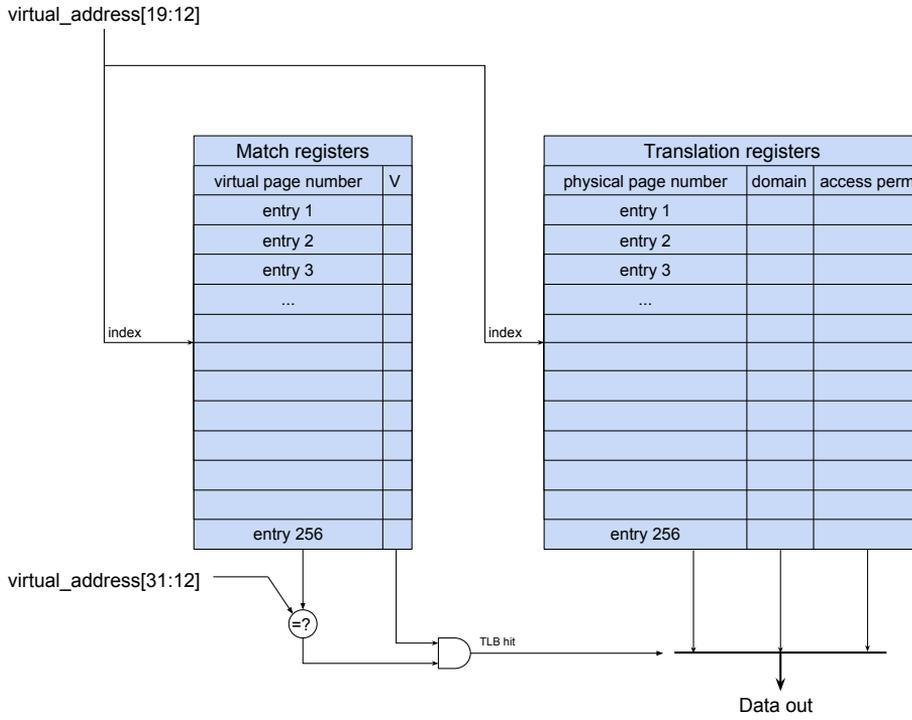 virtual_address[19:12]
Match registers
virtual page number V
entry 1
entry 2
entry 3
...
index
entry 256
Translation registers
physical page number domain access perm
entry 1
entry 2
entry 3
...
index
entry 256
virtual_address[31:12]
=?
TLB hit
Data out